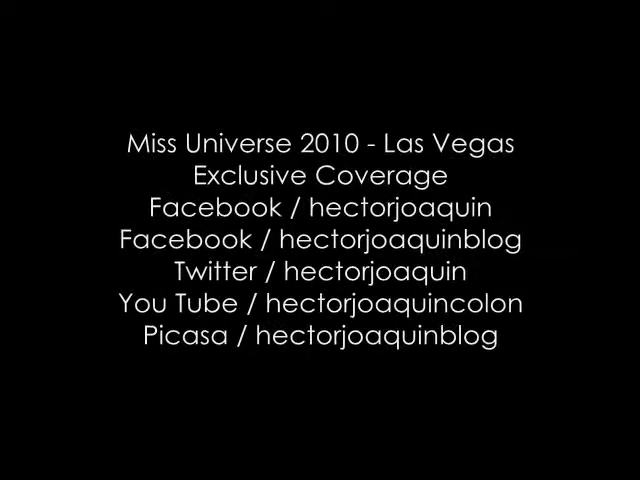 Miss Universe 2010 - Las Vegas
Exclusive Coverage
Facebook / hectorjoaquin
Facebook / hectorjoaquinblog
Twitter / hectorjoaquin
You Tube / hectorjoaquincolon
Picasa / hectorjoaquinblog